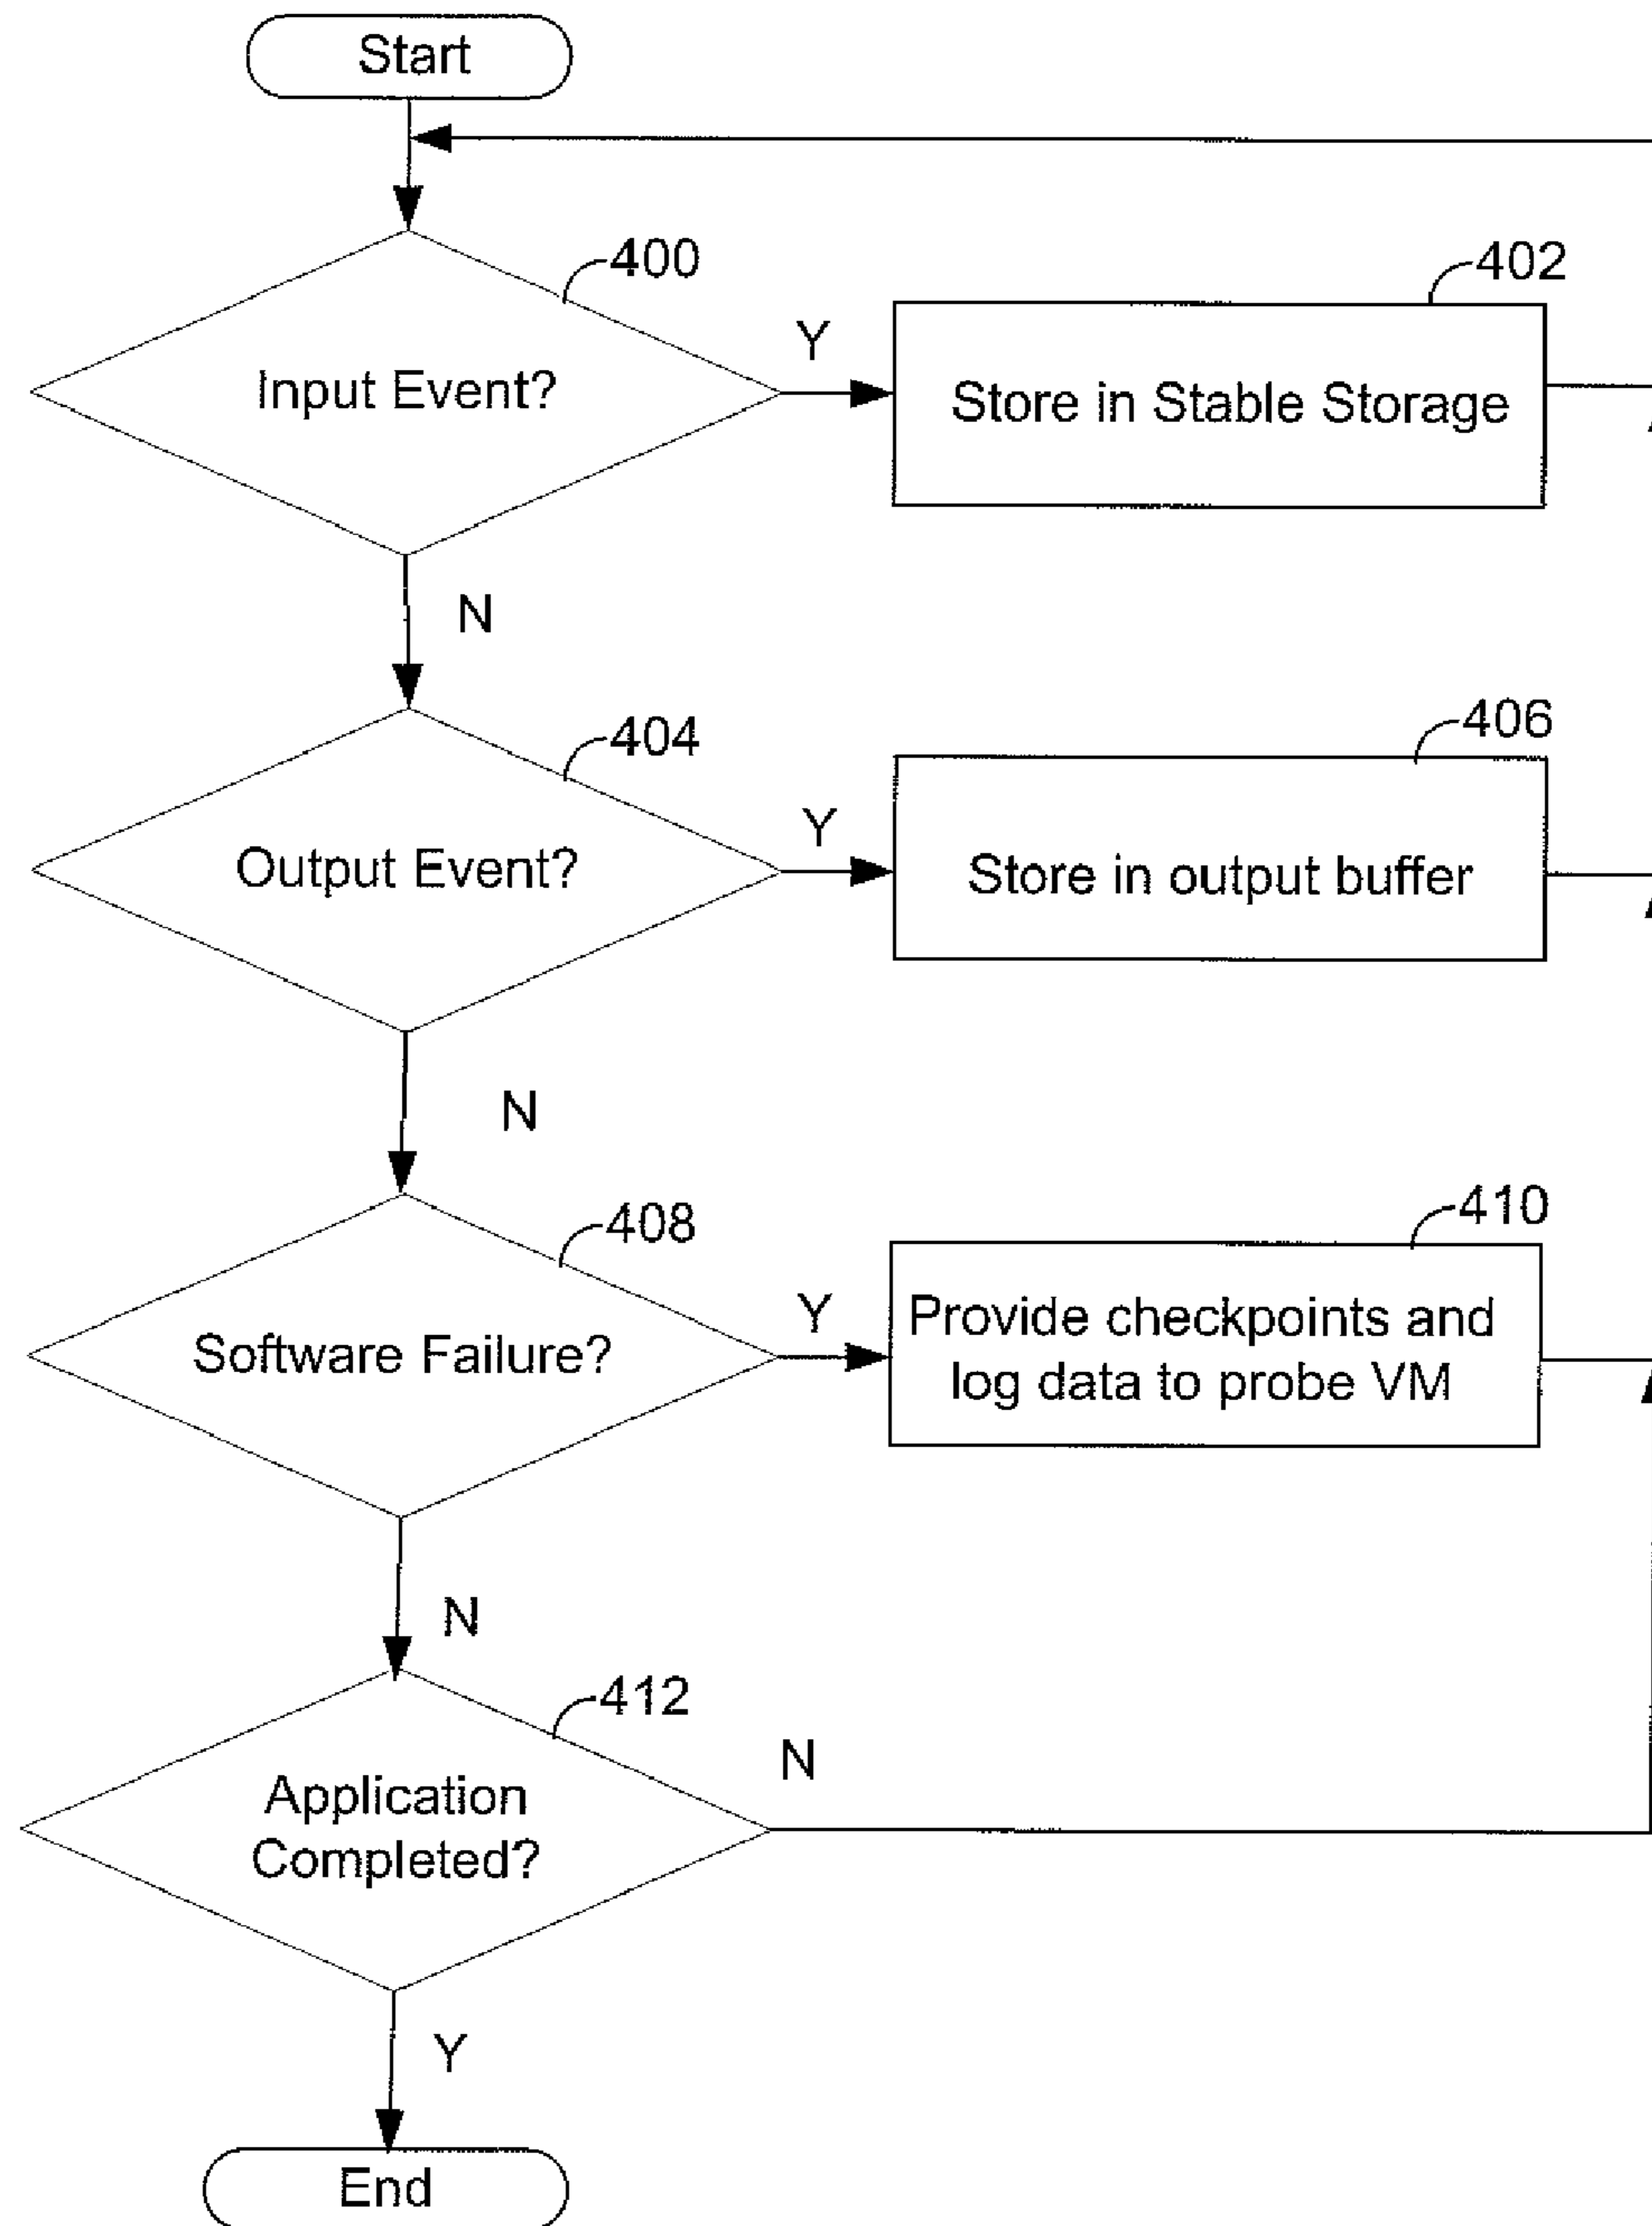 Start
400
402
Input Event?
Y
Store in Stable Storage
N
404
406
Output Event?
Y
Store in output buffer
N
408
410
Software Failure?
Y
Provide checkpoints and
log data to probe VM
N
412
Application
Completed?
N
Y
End